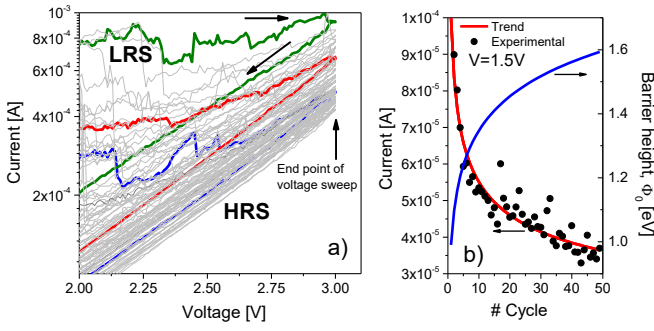 10⁻³
8x10⁻⁴
6x10⁻⁴
4x10⁻⁴
2x10⁻⁴
Current [A]
LRS
HRS
End point of
voltage sweep
a)
2.00
2.25
2.50
2.75
3.00
Voltage [V]
1x10⁻⁴
9x10⁻⁵
8x10⁻⁵
7x10⁻⁵
6x10⁻⁵
5x10⁻⁵
4x10⁻⁵
3x10⁻⁵
Current [A]
Trend
Experimental
V=1.5V
b)
0
10
20
30
40
50
# Cycle
1.6
1.4
1.2
1.0
Barrier height, Φ₀ [eV]